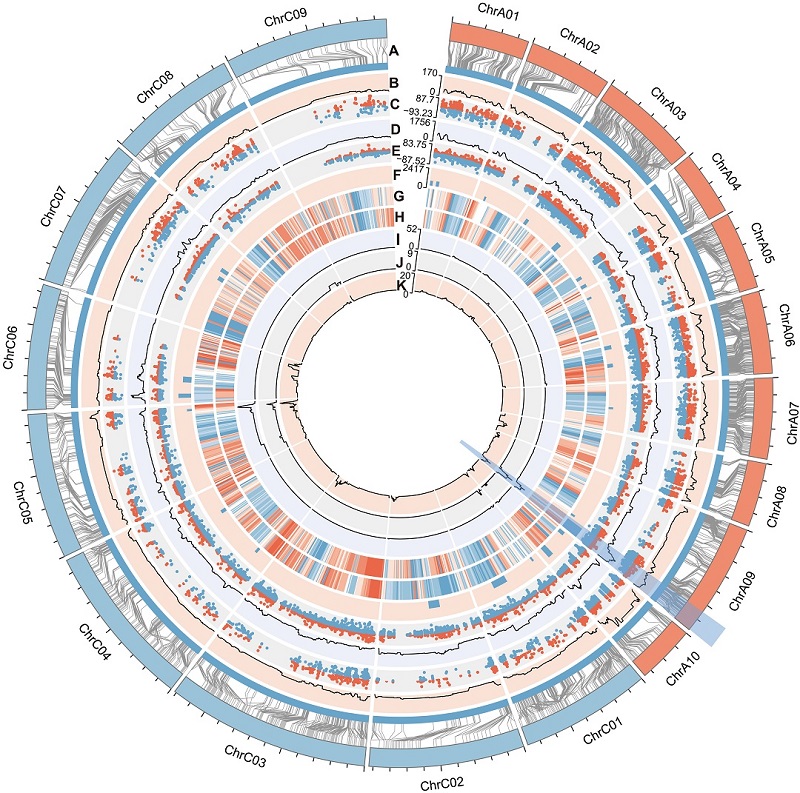 ChrC09
ChrA01
ChrA02
ChrA03
ChrA04
ChrA05
ChrA06
ChrA07
ChrA08
ChrA09
ChrA10
ChrC01
ChrC02
ChrC03
ChrC04
ChrC05
ChrC06
ChrC07
ChrC08
A
B
C
D
E
F
G
H
I
J
K
170
0
87.7
−93.23
1756
0
83.75
−87.52
2417
0
52
0
9
0
20
0